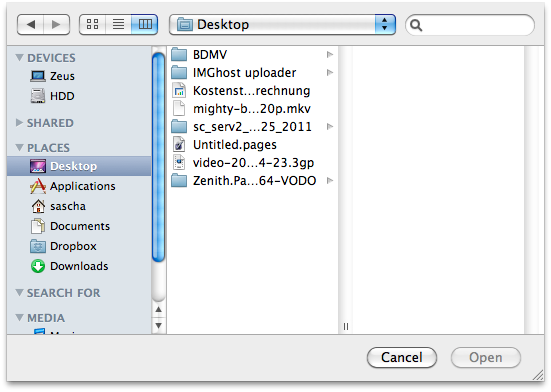 Desktop
DEVICES
Zeus
HDD
SHARED
PLACES
Desktop
Applications
sascha
Documents
Dropbox
Downloads
SEARCH FOR
MEDIA
BDMV
IMGhost uploader
Kostenst...rechnung
mighty-b...20p.mkv
sc_serv2_...25_2011
Untitled.pages
video-20...4-23.3gp
Zenith.Pa...64-VODO
Cancel
Open